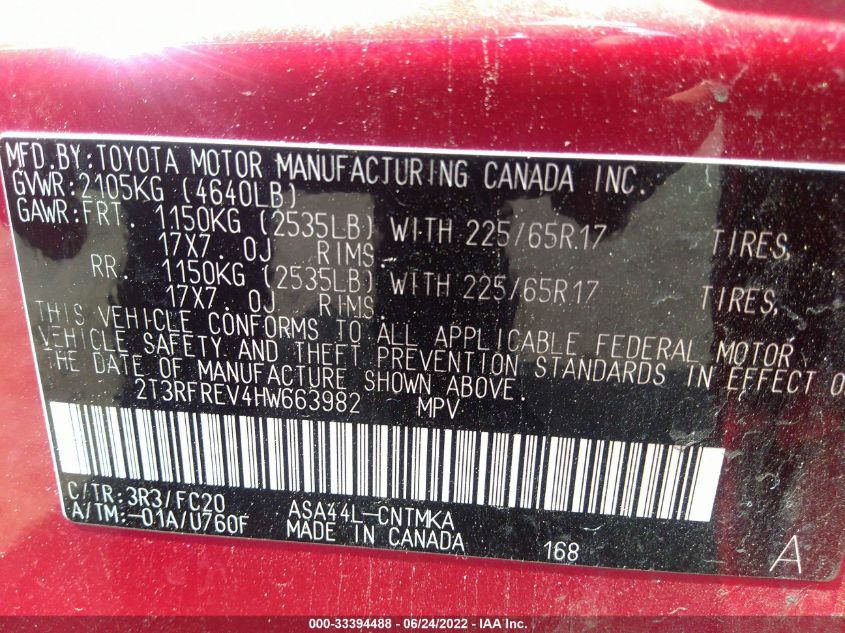 MFD.BY:TOYOTA MOTOR MANUFACTURING CANADA INC.
GVWR:2105KG (4640LB)
GAWR:FRT. 1150KG (2535LB) WITH 225/65R17 TIRES,
17X7.0J RIMS.
RR. 1150KG (2535LB) WITH 225/65R17 TIRES,
17X7.0J RIMS.
THIS VEHICLE CONFORMS TO ALL APPLICABLE FEDERAL MOTOR
VEHICLE SAFETY AND THEFT PREVENTION STANDARDS IN EFFECT O
THE DATE OF MANUFACTURE SHOWN ABOVE.
2T3RFREV4HW663982 MPV
C/TR:3R3/FC20 ASA44L-CNTMKA
A/TM:-01A/U760F MADE IN CANADA 168 A
000-33394488 - 06/24/2022 - IAA Inc.